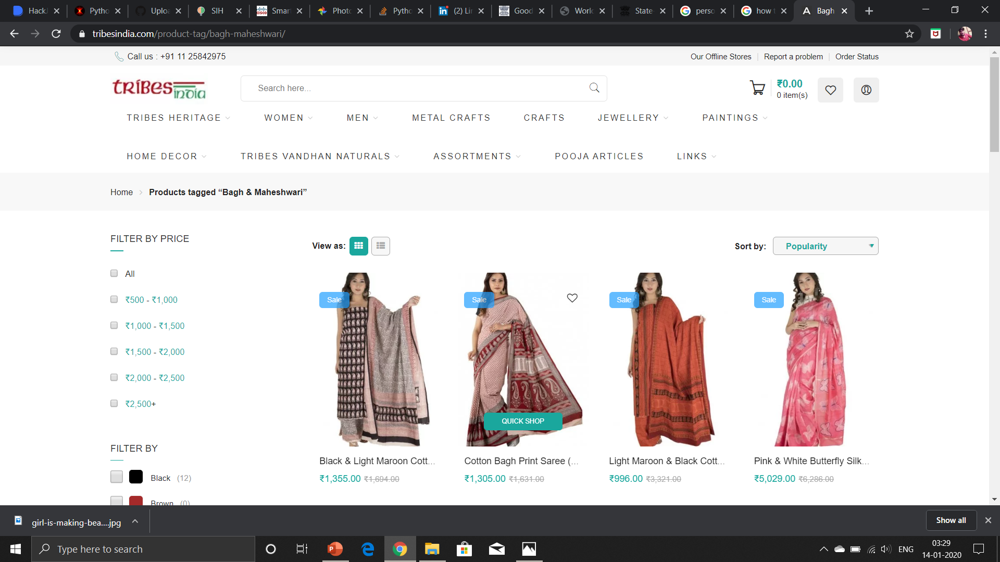 HackJ
Pytho
Uploa
SIH
Smar
Photo
Pytho
(2) Lin
Good
World
State
perso
how t
Bagh
tribesindia.com/product-tag/bagh-maheshwari/
Call us : +91 11 25842975
Our Offline Stores
Report a problem
Order Status
TRIBES india
Search here...
₹0.00
0 item(s)
TRIBES HERITAGE
WOMEN
MEN
METAL CRAFTS
CRAFTS
JEWELLERY
PAINTINGS
HOME DECOR
TRIBES VANDHAN NATURALS
ASSORTMENTS
POOJA ARTICLES
LINKS
Home
Products tagged “Bagh & Maheshwari”
FILTER BY PRICE
All
₹500 - ₹1,000
₹1,000 - ₹1,500
₹1,500 - ₹2,000
₹2,000 - ₹2,500
₹2,500+
FILTER BY
Black (12)
Brown (0)
View as:
Sort by:
Popularity
Sale
Sale
Sale
Sale
QUICK SHOP
Black & Light Maroon Cott...
₹1,355.00 ₹1,694.00
Cotton Bagh Print Saree (...
₹1,305.00 ₹1,631.00
Light Maroon & Black Cott...
₹996.00 ₹3,321.00
Pink & White Butterfly Silk...
₹5,029.00 ₹6,286.00
girl-is-making-bea....jpg
Show all
Type here to search
ENG
03:29
14-01-2020